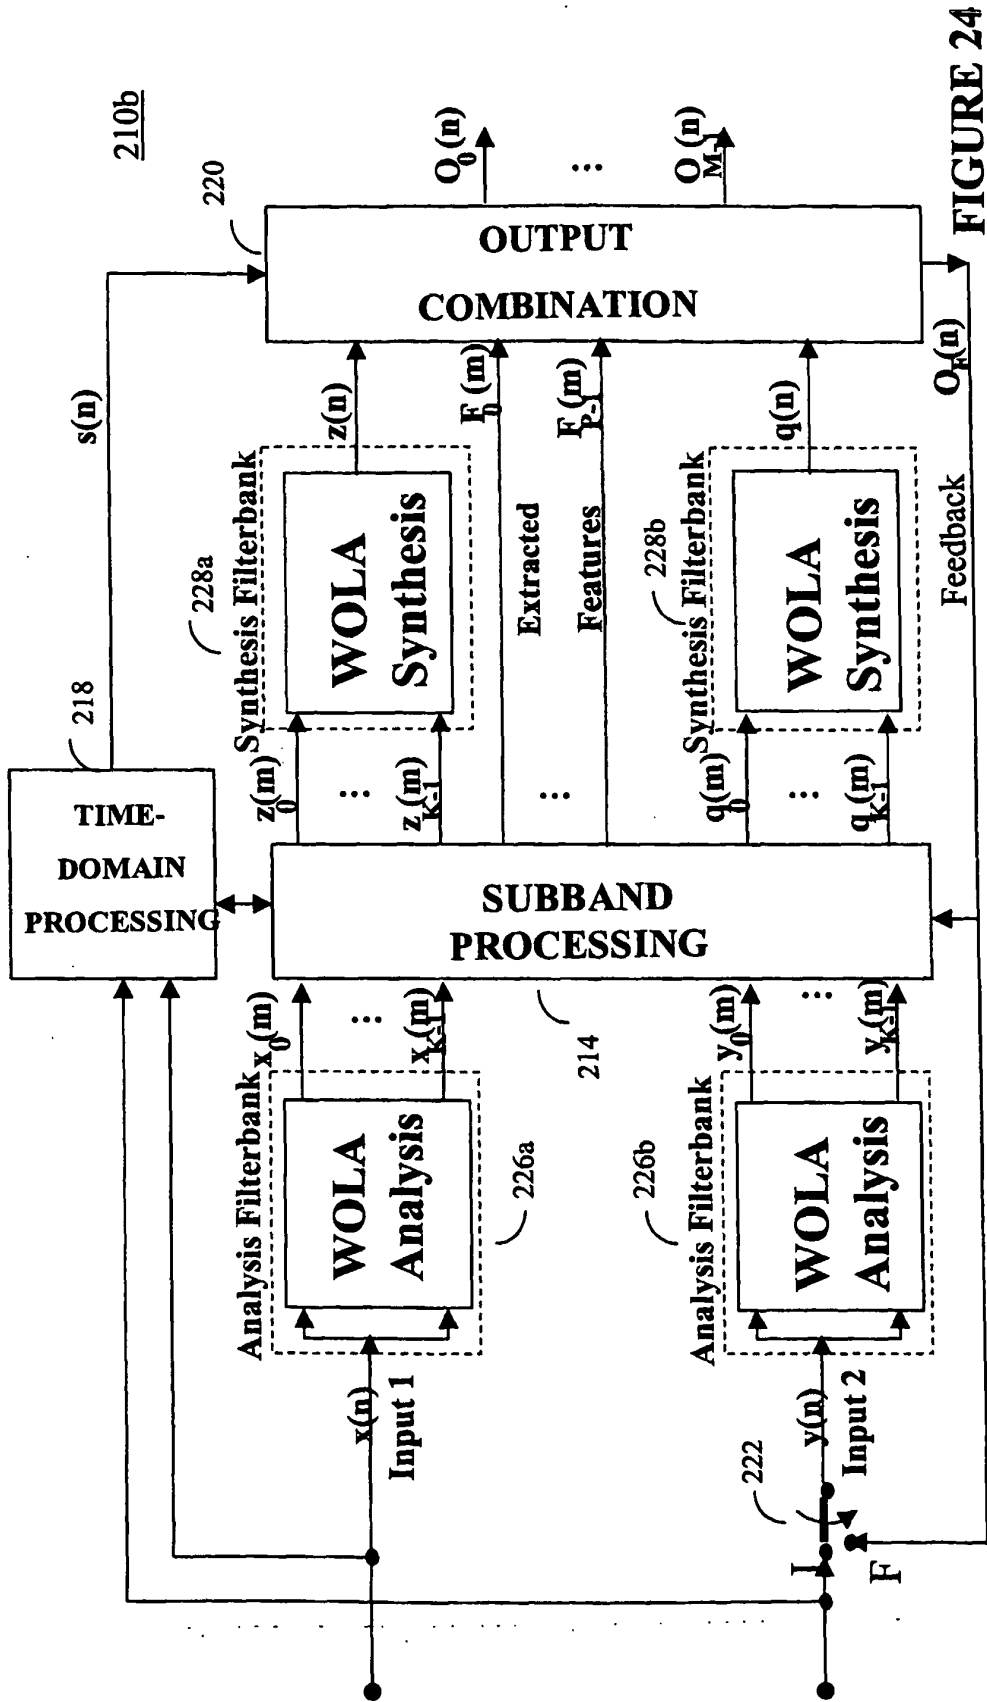 210b
218
TIME-
DOMAIN
PROCESSING
s(n)
220
Analysis Filterbank
WOLA
Analysis
226a
x(n)
Input 1
x0(m)
...
xK-1(m)
SUBBAND
PROCESSING
214
z0(m)
...
zK-1(m)
228a
Synthesis Filterbank
WOLA
Synthesis
z(n)
F0(m)
Extracted
...
Features
FP-1(m)
OUTPUT
COMBINATION
O0(n)
...
OM-1(n)
222
I
F
y(n)
Input 2
226b
Analysis Filterbank
WOLA
Analysis
y0(m)
...
yK-1(m)
q0(m)
...
qK-1(m)
228b
Synthesis Filterbank
WOLA
Synthesis
q(n)
Feedback
OF(n)
FIGURE 24